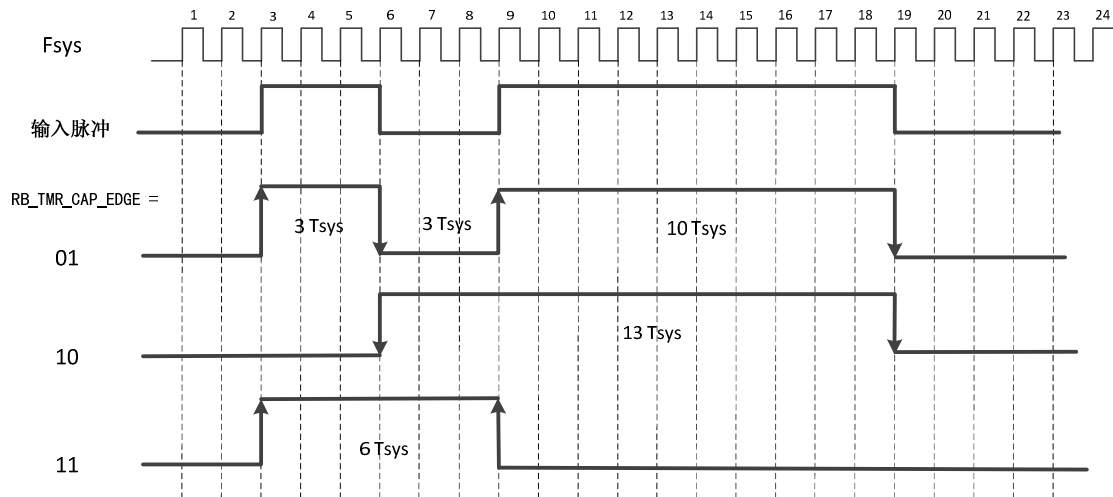 1 2 3 4 5 6 7 8 9 10 11 12 13 14 15 16 17 18 19 20 21 22 23 24
Fsys
输入脉冲
RB_TMR_CAP_EDGE =
3 Tsys 3 Tsys 10 Tsys
01
13 Tsys
10
6 Tsys
11